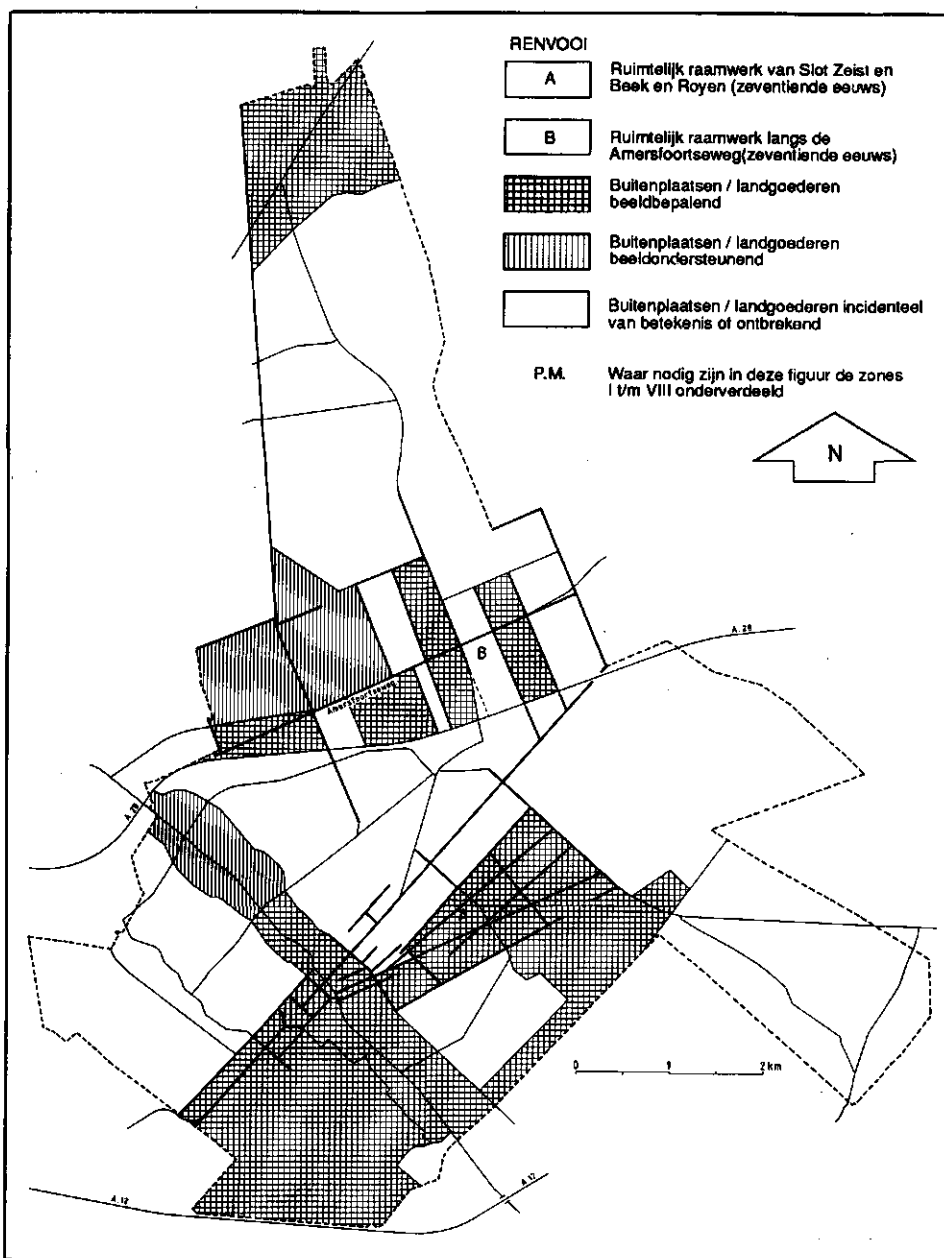 RENVOOI
A
Ruimtelijk raamwerk van Slot Zeist en
Beek en Royen (zeventiende eeuws)
B
Ruimtelijk raamwerk langs de
Amersfoortseweg(zeventiende eeuws)
Buitenplaatsen / landgoederen
beeldbepalend
Buitenplaatsen / landgoederen
beeldondersteunend
Buitenplaatsen / landgoederen incidenteel
van betekenis of ontbrekend
P.M.
Waar nodig zijn in deze figuur de zones
I t/m VIII onderverdeeld
N
A.28
B
Amersfoortseweg
A.28
0 1 2 km
A.12
A.12